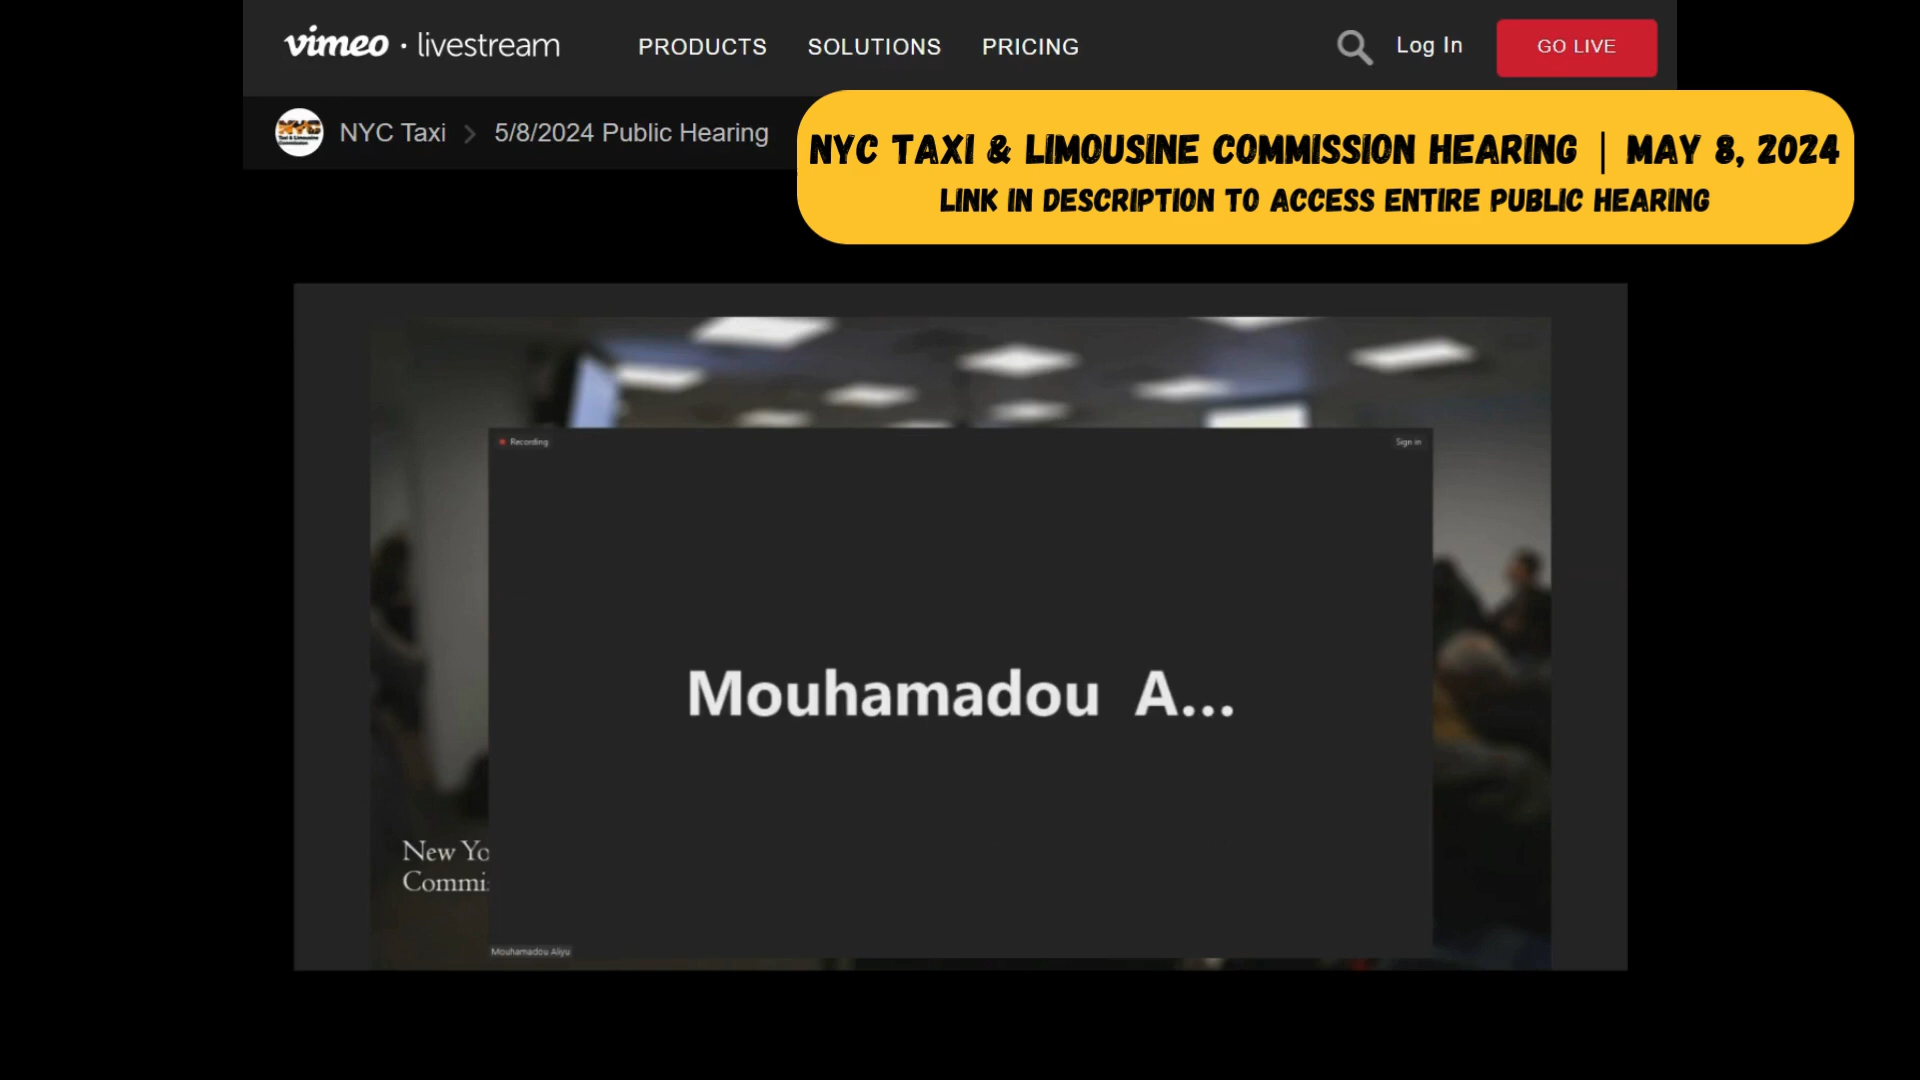 vimeo · livestream PRODUCTS SOLUTIONS PRICING Log In GO LIVE
NYC Taxi > 5/8/2024 Public Hearing
NYC TAXI & LIMOUSINE COMMISSION HEARING | MAY 8, 2024
LINK IN DESCRIPTION TO ACCESS ENTIRE PUBLIC HEARING
Recording Sign in
Mouhamadou A...
New Yo
Commi
Mouhamadou Aliyu